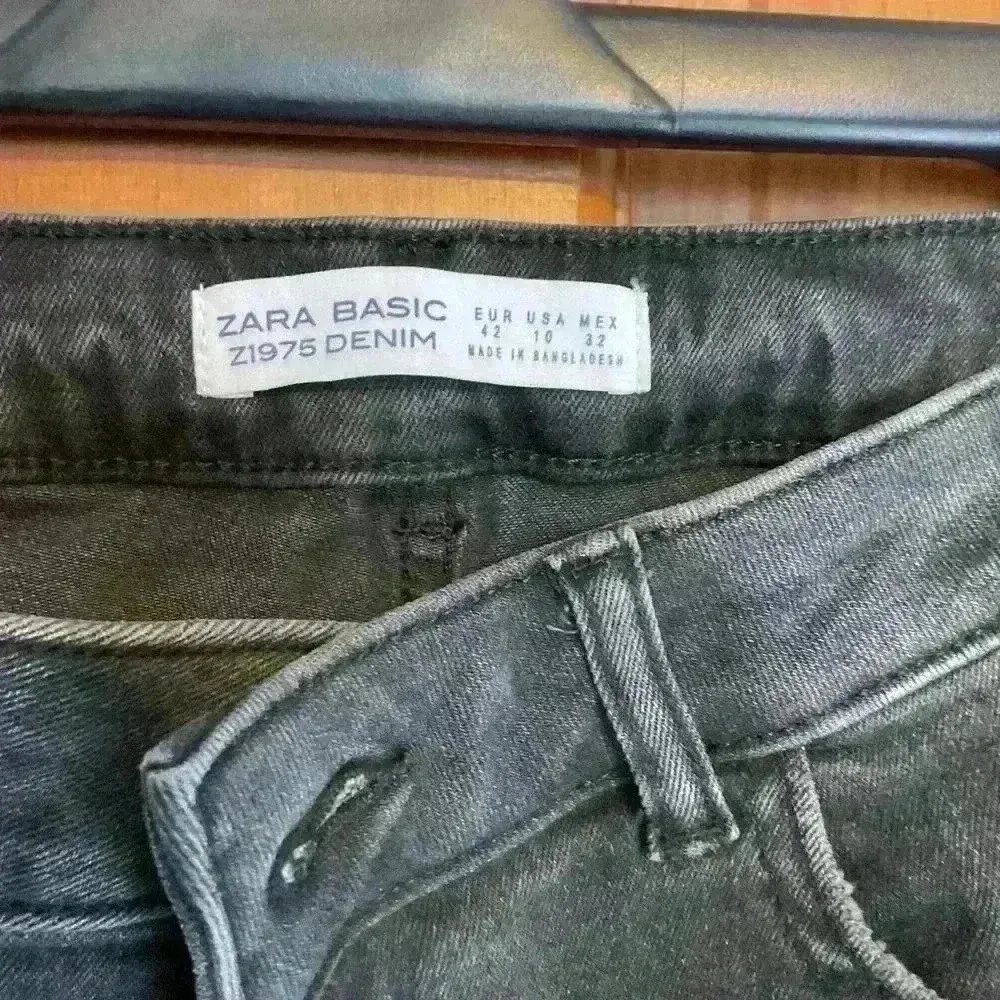 ZARA BASIC
Z1975 DENIM
EUR USA MEX
42 10 32
MADE IN BANGLADESH